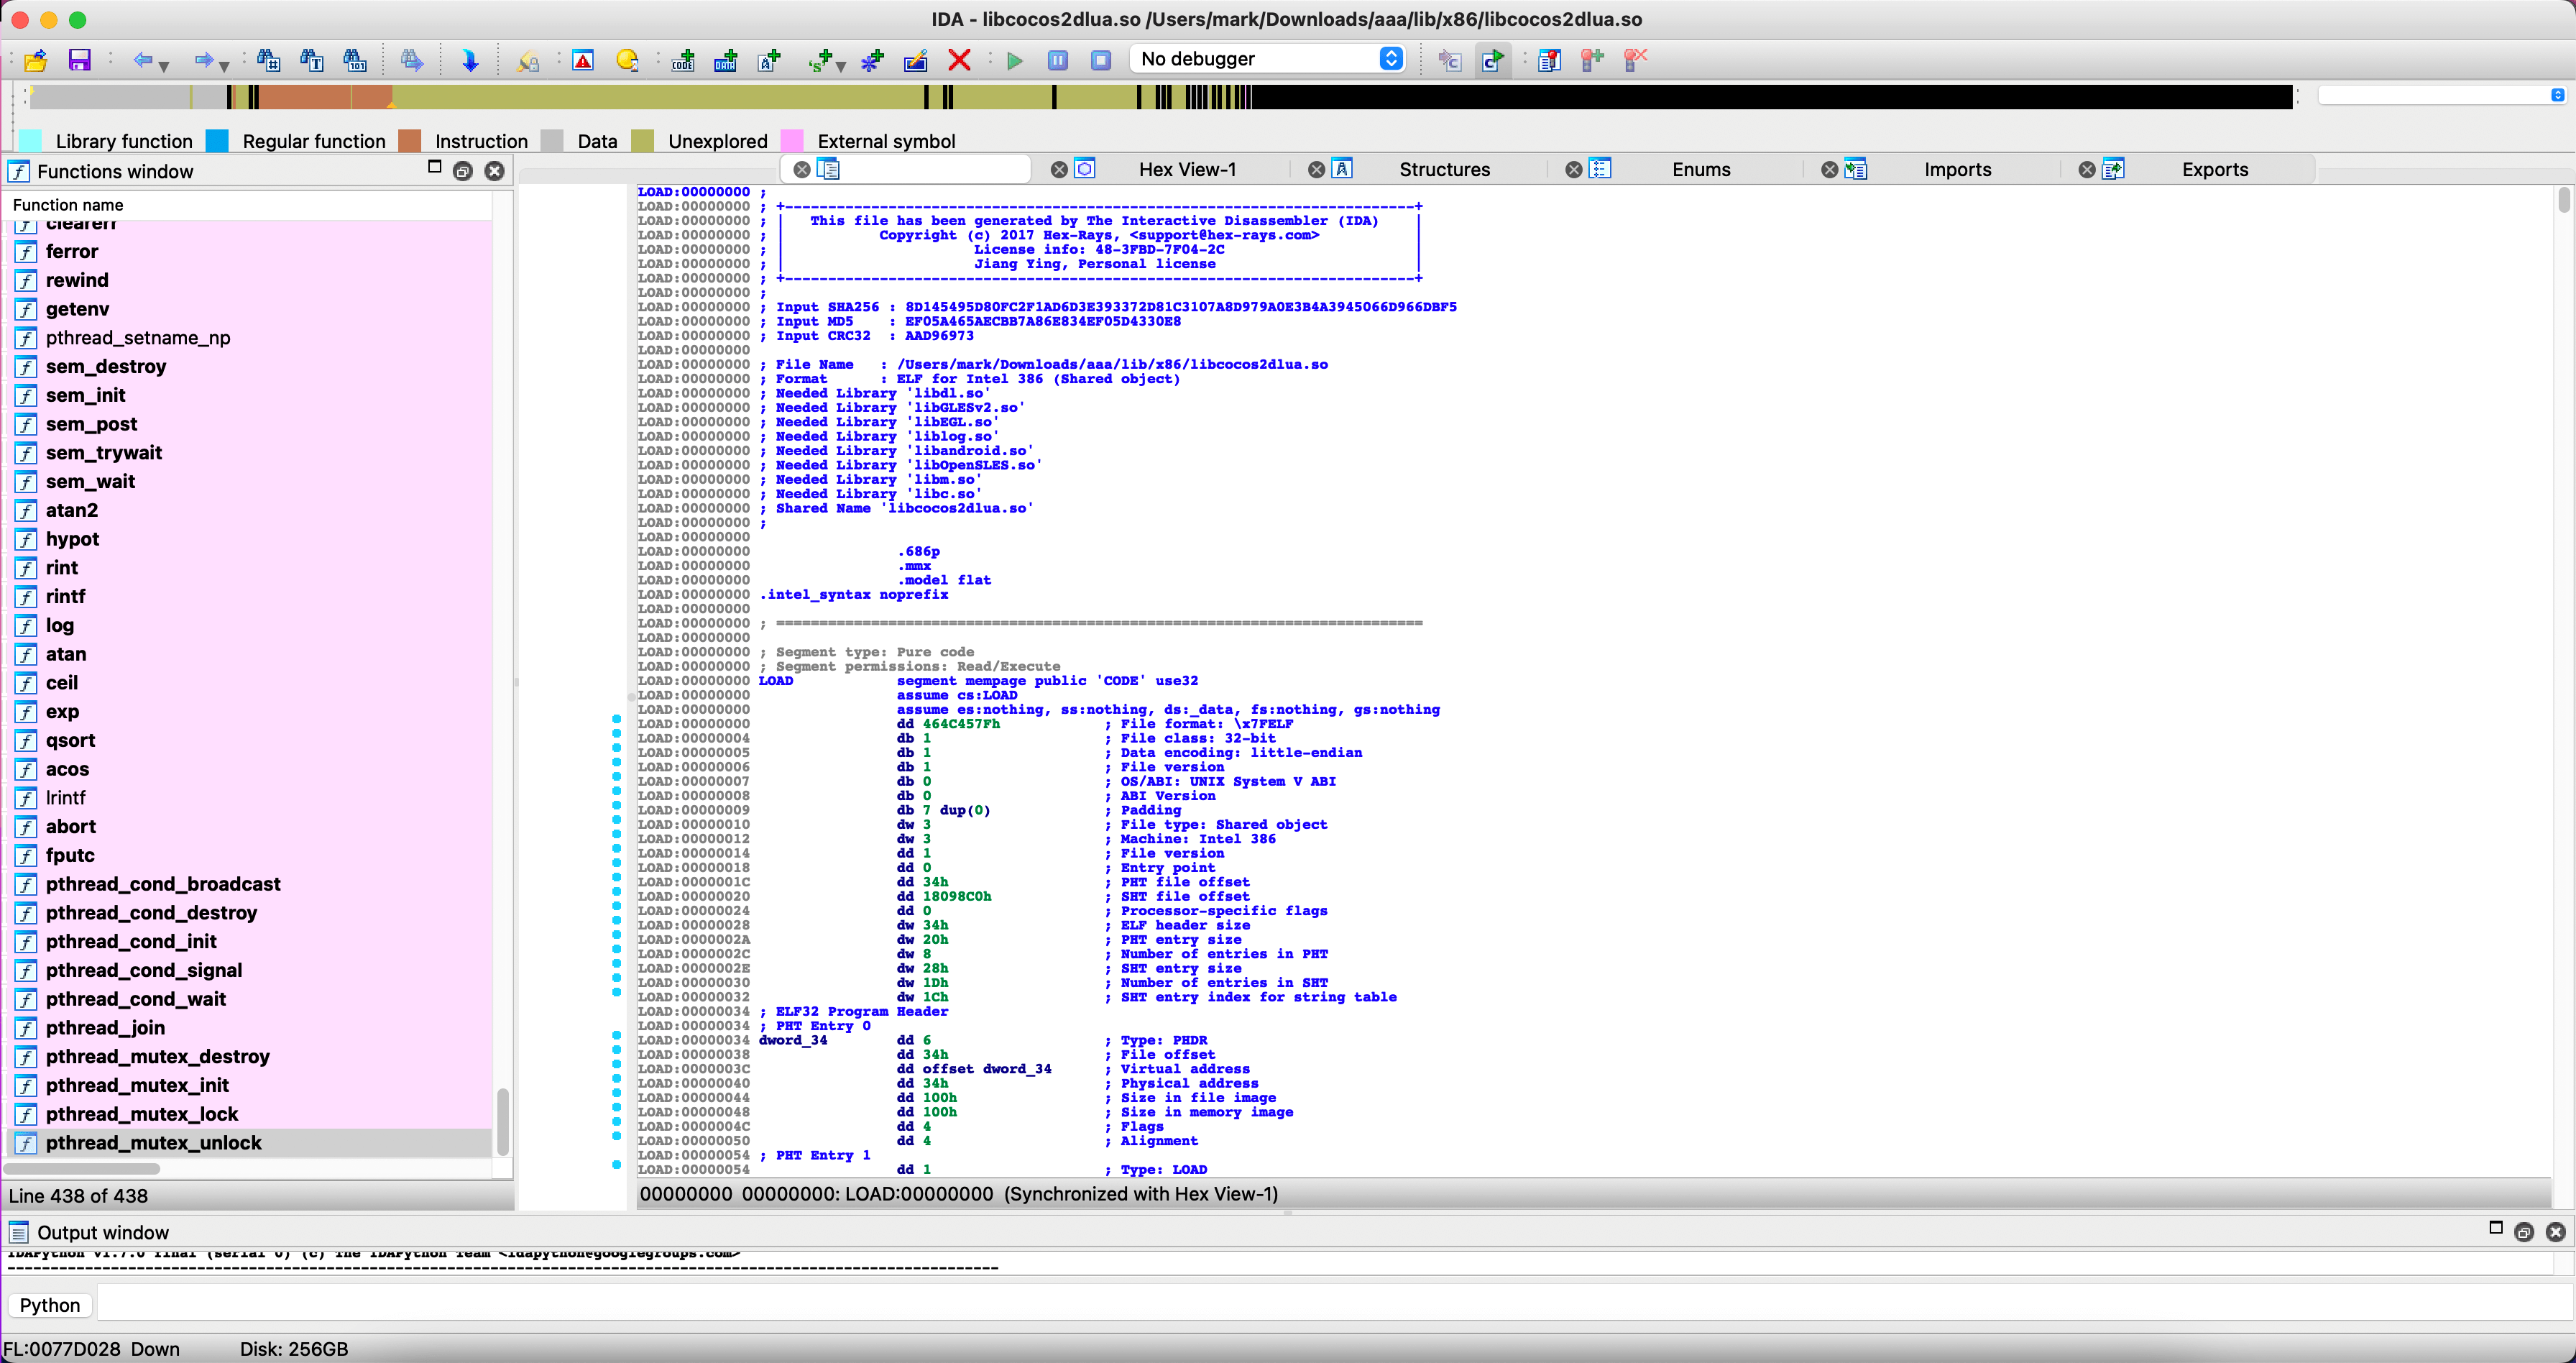 IDA - libcocos2dlua.so /Users/mark/Downloads/aaa/lib/x86/libcocos2dlua.so
No debugger
Library function Regular function Instruction Data Unexplored External symbol
Functions window
Function name
clearerr
ferror
rewind
getenv
pthread_setname_np
sem_destroy
sem_init
sem_post
sem_trywait
sem_wait
atan2
hypot
rint
rintf
log
atan
ceil
exp
qsort
acos
lrintf
abort
fputc
pthread_cond_broadcast
pthread_cond_destroy
pthread_cond_init
pthread_cond_signal
pthread_cond_wait
pthread_join
pthread_mutex_destroy
pthread_mutex_init
pthread_mutex_lock
pthread_mutex_unlock
Line 438 of 438
Hex View-1 Structures Enums Imports Exports
LOAD:00000000 ;
LOAD:00000000 ; +-------------------------------------------------------------------------+
LOAD:00000000 ; | This file has been generated by The Interactive Disassembler (IDA) |
LOAD:00000000 ; | Copyright (c) 2017 Hex-Rays, <support@hex-rays.com> |
LOAD:00000000 ; | License info: 48-3FBD-7F04-2C |
LOAD:00000000 ; | Jiang Ying, Personal license |
LOAD:00000000 ; +-------------------------------------------------------------------------+
LOAD:00000000 ;
LOAD:00000000 ; Input SHA256 : 8D145495D80FC2F1AD6D3E393372D81C3107A8D979A0E3B4A3945066D966DBF5
LOAD:00000000 ; Input MD5 : EF05A465AECBB7A86E834EF05D4330E8
LOAD:00000000 ; Input CRC32 : AAD96973
LOAD:00000000
LOAD:00000000 ; File Name : /Users/mark/Downloads/aaa/lib/x86/libcocos2dlua.so
LOAD:00000000 ; Format : ELF for Intel 386 (Shared object)
LOAD:00000000 ; Needed Library 'libdl.so'
LOAD:00000000 ; Needed Library 'libGLESv2.so'
LOAD:00000000 ; Needed Library 'libEGL.so'
LOAD:00000000 ; Needed Library 'liblog.so'
LOAD:00000000 ; Needed Library 'libandroid.so'
LOAD:00000000 ; Needed Library 'libOpenSLES.so'
LOAD:00000000 ; Needed Library 'libm.so'
LOAD:00000000 ; Needed Library 'libc.so'
LOAD:00000000 ; Shared Name 'libcocos2dlua.so'
LOAD:00000000 ;
LOAD:00000000
LOAD:00000000 .686p
LOAD:00000000 .mmx
LOAD:00000000 .model flat
LOAD:00000000 .intel_syntax noprefix
LOAD:00000000
LOAD:00000000 ; ===========================================================================
LOAD:00000000
LOAD:00000000 ; Segment type: Pure code
LOAD:00000000 ; Segment permissions: Read/Execute
LOAD:00000000 LOAD segment mempage public 'CODE' use32
LOAD:00000000 assume cs:LOAD
LOAD:00000000 assume es:nothing, ss:nothing, ds:_data, fs:nothing, gs:nothing
LOAD:00000000 dd 464C457Fh ; File format: \x7FELF
LOAD:00000004 db 1 ; File class: 32-bit
LOAD:00000005 db 1 ; Data encoding: little-endian
LOAD:00000006 db 1 ; File version
LOAD:00000007 db 0 ; OS/ABI: UNIX System V ABI
LOAD:00000008 db 0 ; ABI Version
LOAD:00000009 db 7 dup(0) ; Padding
LOAD:00000010 dw 3 ; File type: Shared object
LOAD:00000012 dw 3 ; Machine: Intel 386
LOAD:00000014 dd 1 ; File version
LOAD:00000018 dd 0 ; Entry point
LOAD:0000001C dd 34h ; PHT file offset
LOAD:00000020 dd 18098C0h ; SHT file offset
LOAD:00000024 dd 0 ; Processor-specific flags
LOAD:00000028 dw 34h ; ELF header size
LOAD:0000002A dw 20h ; PHT entry size
LOAD:0000002C dw 8 ; Number of entries in PHT
LOAD:0000002E dw 28h ; SHT entry size
LOAD:00000030 dw 1Dh ; Number of entries in SHT
LOAD:00000032 dw 1Ch ; SHT entry index for string table
LOAD:00000034 ; ELF32 Program Header
LOAD:00000034 ; PHT Entry 0
LOAD:00000034 dword_34 dd 6 ; Type: PHDR
LOAD:00000038 dd 34h ; File offset
LOAD:0000003C dd offset dword_34 ; Virtual address
LOAD:00000040 dd 34h ; Physical address
LOAD:00000044 dd 100h ; Size in file image
LOAD:00000048 dd 100h ; Size in memory image
LOAD:0000004C dd 4 ; Flags
LOAD:00000050 dd 4 ; Alignment
LOAD:00000054 ; PHT Entry 1
LOAD:00000054 dd 1 ; Type: LOAD
00000000 00000000: LOAD:00000000 (Synchronized with Hex View-1)
Output window
IDAPython v1.7.0 final (serial 0) (c) The IDAPython Team <idapython@googlegroups.com>
Python
FL:0077D028 Down Disk: 256GB